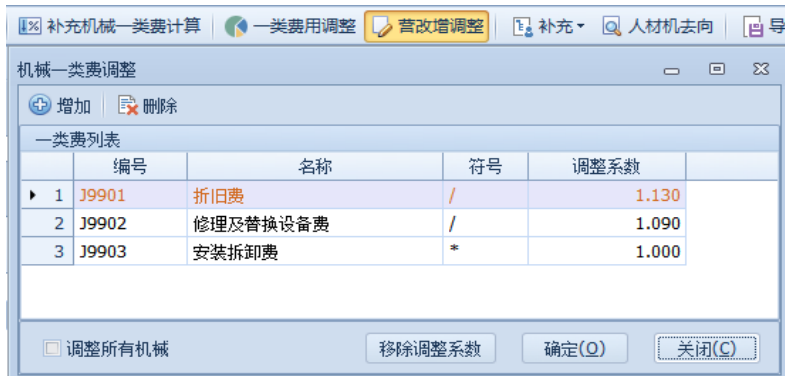 补充机械一类费计算 一类费用调整 营改增调整 补充 人材机去向 导
机械一类费调整
增加 删除
一类费列表
编号 名称 符号 调整系数
1 J9901 折旧费 / 1.130
2 J9902 修理及替换设备费 / 1.090
3 J9903 安装拆卸费 * 1.000
调整所有机械 移除调整系数 确定(O) 关闭(C)